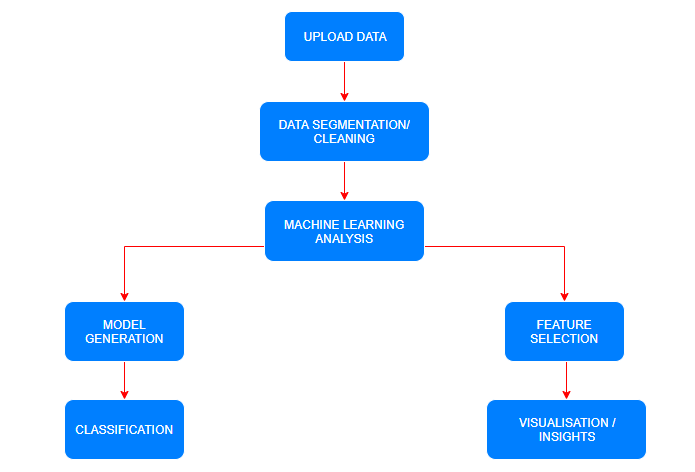 UPLOAD DATA
DATA SEGMENTATION/
CLEANING
MACHINE LEARNING
ANALYSIS
MODEL
GENERATION
FEATURE
SELECTION
CLASSIFICATION
VISUALISATION /
INSIGHTS